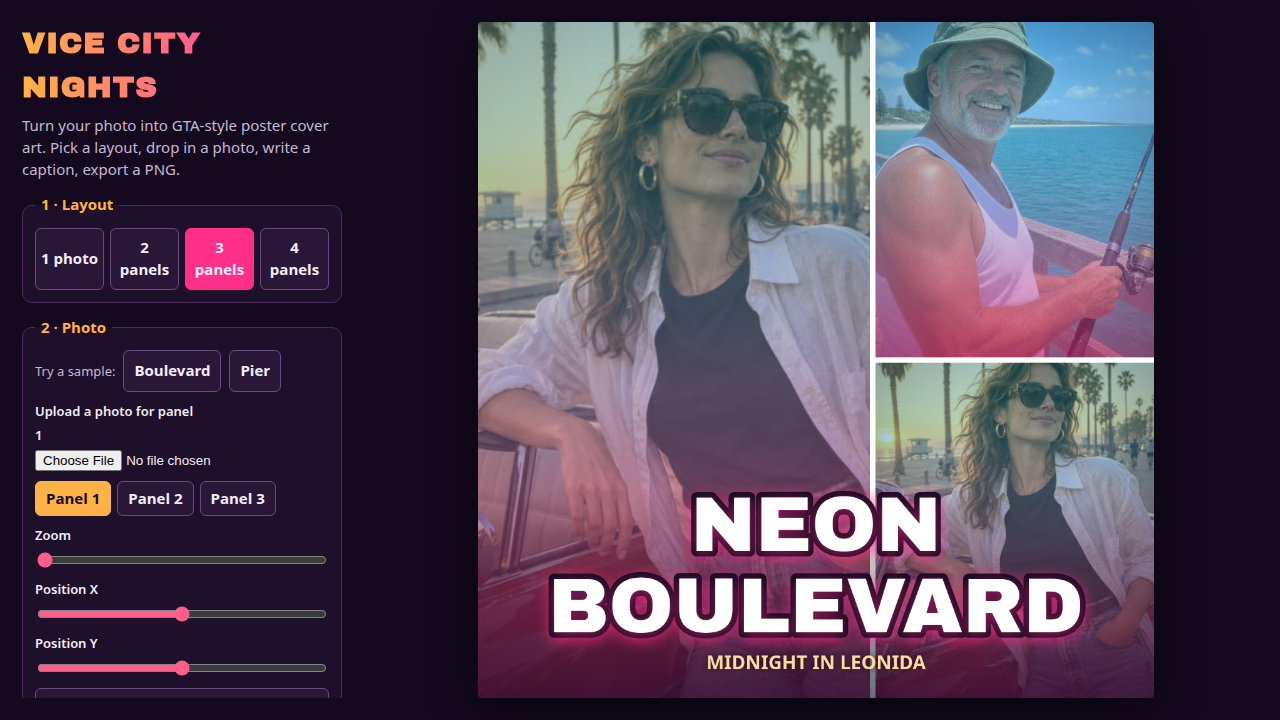 VICE CITY
NIGHTS
Turn your photo into GTA-style poster cover
art. Pick a layout, drop in a photo, write a
caption, export a PNG.
1 · Layout
1 photo
2
panels
3
panels
4
panels
2 · Photo
Try a sample:
Boulevard
Pier
Upload a photo for panel
1
Choose File No file chosen
Panel 1
Panel 2
Panel 3
Zoom
Position X
Position Y
NEON
BOULEVARD
MIDNIGHT IN LEONIDA